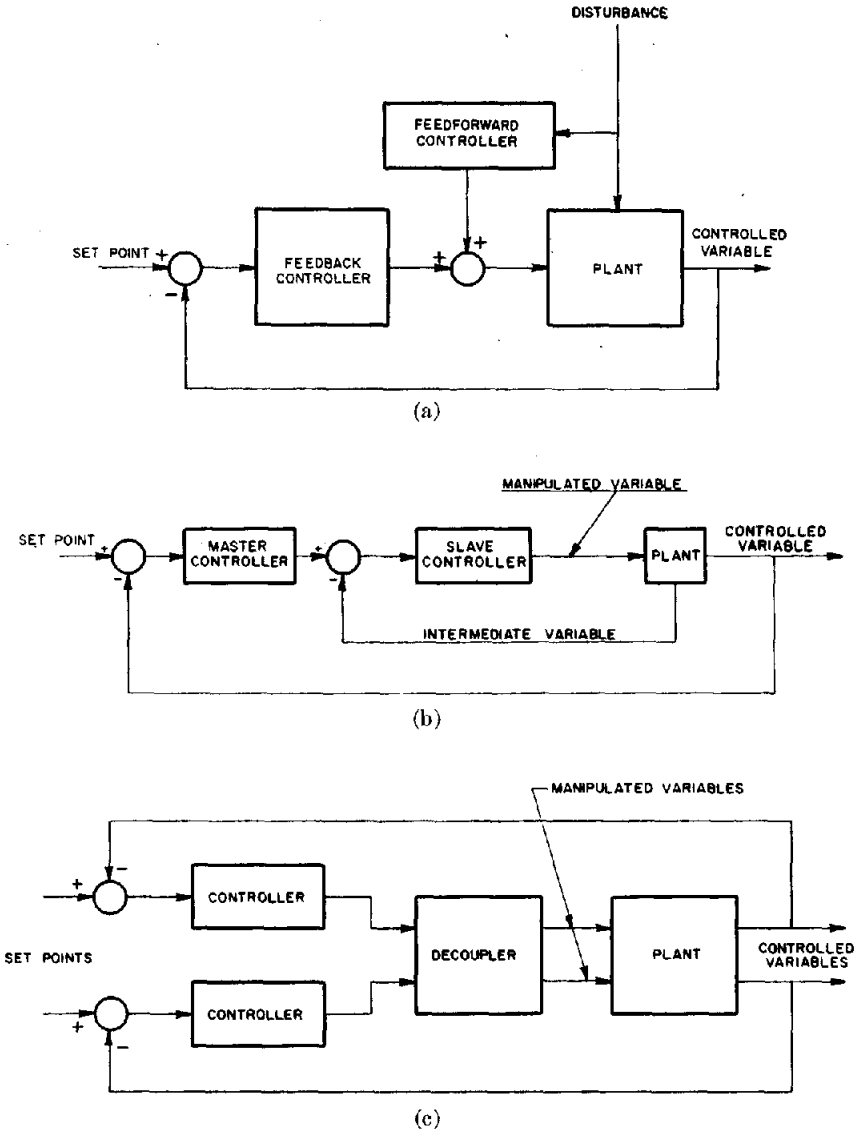 DISTURBANCE
FEEDFORWARD
CONTROLLER
SET POINT
+
-
FEEDBACK
CONTROLLER
+
+
PLANT
CONTROLLED
VARIABLE
(a)
MANIPULATED VARIABLE
SET POINT
+
-
MASTER
CONTROLLER
+
-
SLAVE
CONTROLLER
PLANT
CONTROLLED
VARIABLE
INTERMEDIATE VARIABLE
(b)
MANIPULATED VARIABLES
-
+
CONTROLLER
SET POINTS
DECOUPLER
PLANT
CONTROLLED
VARIABLES
+
-
CONTROLLER
(c)